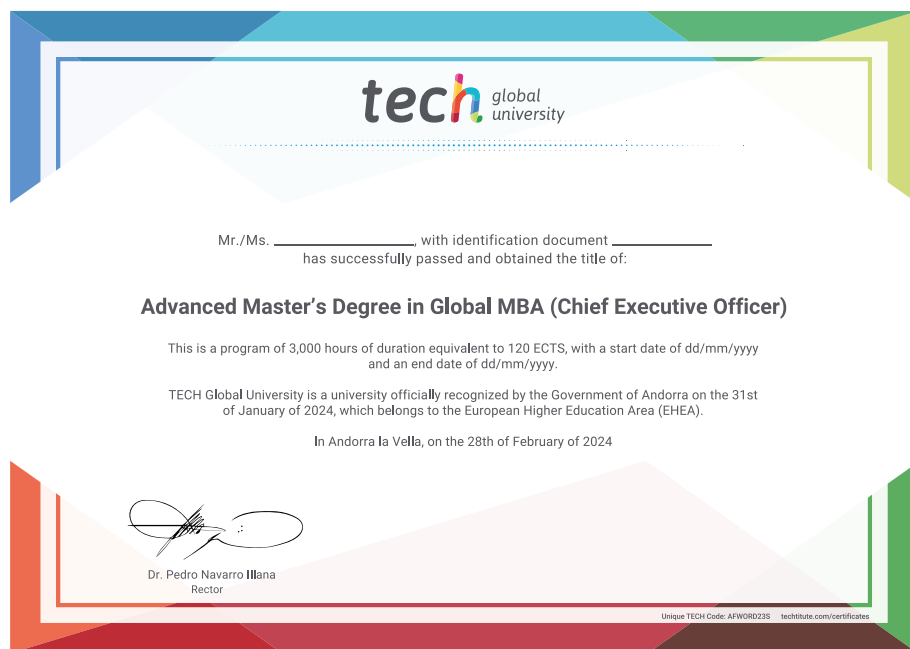 tech global
university
Mr./Ms. ______________, with identification document __________
has successfully passed and obtained the title of:
Advanced Master’s Degree in Global MBA (Chief Executive Officer)
This is a program of 3,000 hours of duration equivalent to 120 ECTS, with a start date of dd/mm/yyyy
and an end date of dd/mm/yyyy.
TECH Global University is a university officially recognized by the Government of Andorra on the 31st
of January of 2024, which belongs to the European Higher Education Area (EHEA).
In Andorra la Vella, on the 28th of February of 2024
Dr. Pedro Navarro Illana
Rector
Unique TECH Code: AFWORD23S techtitute.com/certificates